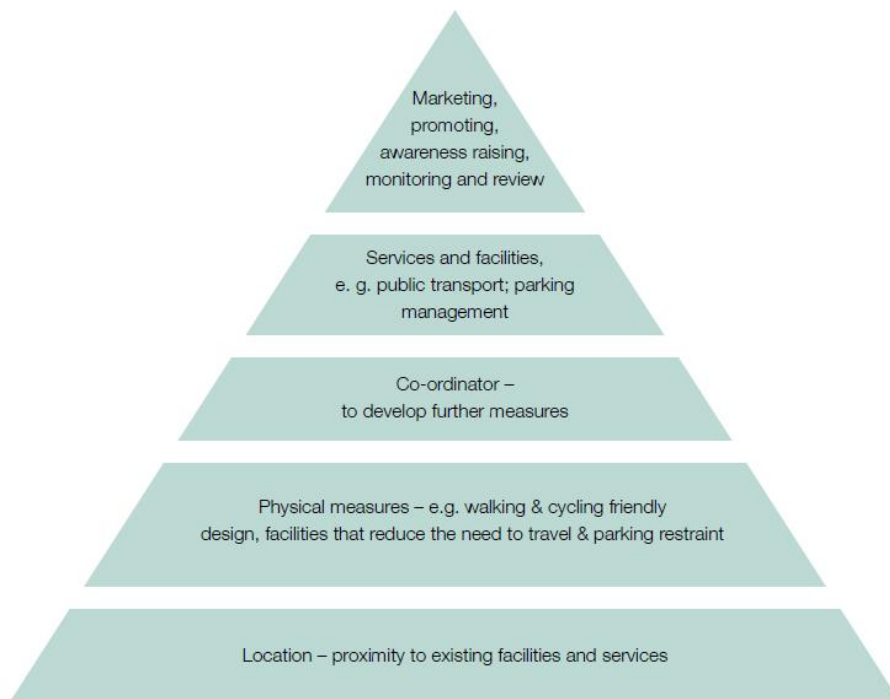 Marketing,
promoting,
awareness raising,
monitoring and review
Services and facilities,
e. g. public transport; parking
management
Co-ordinator –
to develop further measures
Physical measures – e.g. walking & cycling friendly
design, facilities that reduce the need to travel & parking restraint
Location – proximity to existing facilities and services